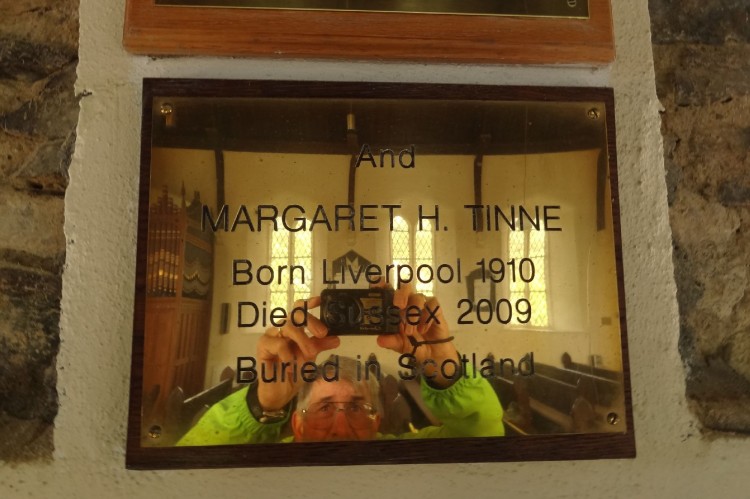 And
MARGARET H. TINNE
Born Liverpool 1910
Died Sussex 2009
Buried in Scotland